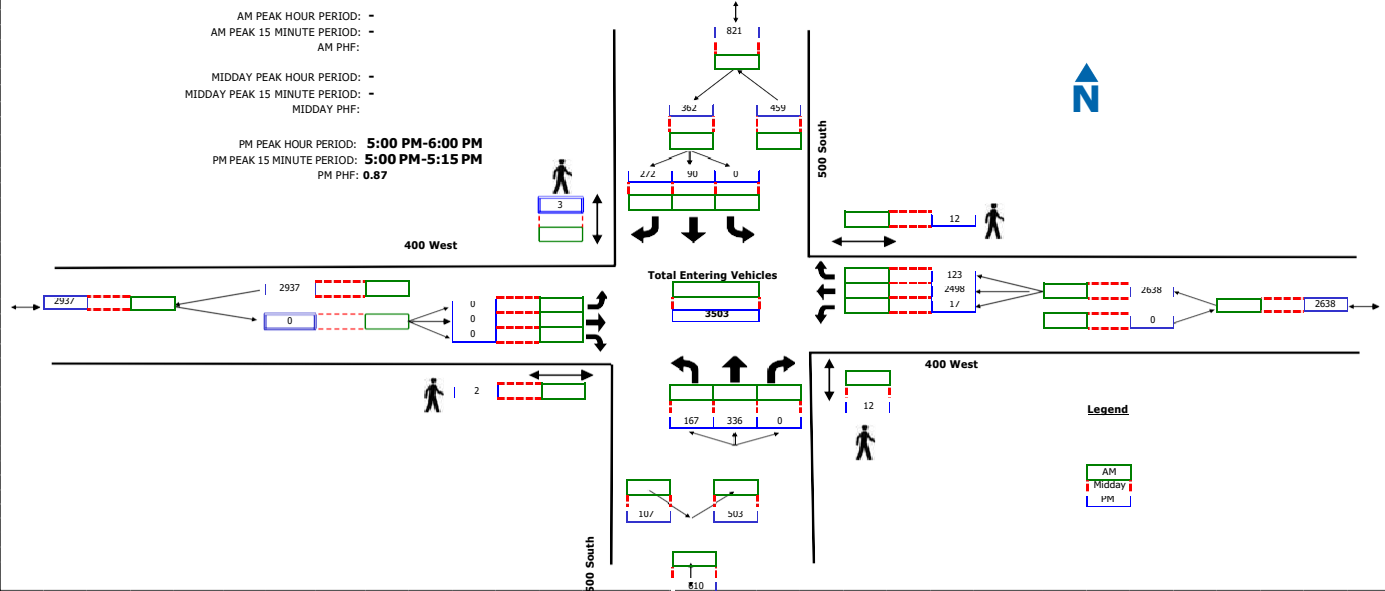 AM PEAK HOUR PERIOD: -
AM PEAK 15 MINUTE PERIOD: -
AM PHF:
MIDDAY PEAK HOUR PERIOD: -
MIDDAY PEAK 15 MINUTE PERIOD: -
MIDDAY PHF:
PM PEAK HOUR PERIOD: 5:00 PM-6:00 PM
PM PEAK 15 MINUTE PERIOD: 5:00 PM-5:15 PM
PM PHF: 0.87
821
N
362 459
500 South
272 90 0
3
12
400 West
Total Entering Vehicles
3503
2937
2937
0
0
0
0
123
2498
17
2638
0
2638
400 West
2
167 336 0
12
Legend
AM
Midday
PM
107 503
500 South
610